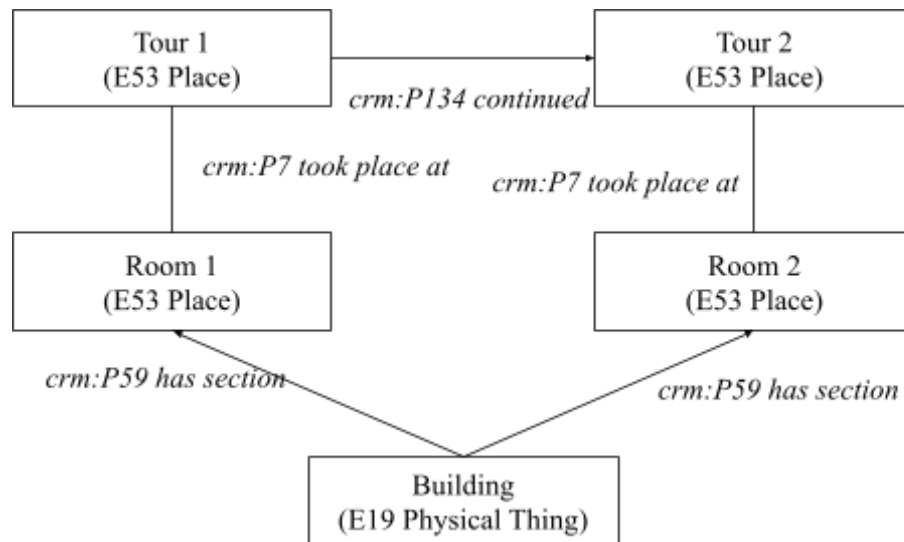 Tour 1
(E53 Place)
Tour 2
(E53 Place)
crm:P134 continued
crm:P7 took place at
crm:P7 took place at
Room 1
(E53 Place)
Room 2
(E53 Place)
crm:P59 has section
crm:P59 has section
Building
(E19 Physical Thing)